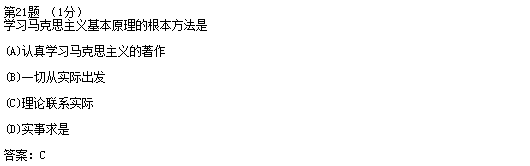 第21题 （1分）
学习马克思主义基本原理的根本方法是
(A)认真学习马克思主义的著作
(B)一切从实际出发
(C)理论联系实际
(D)实事求是
答案：C